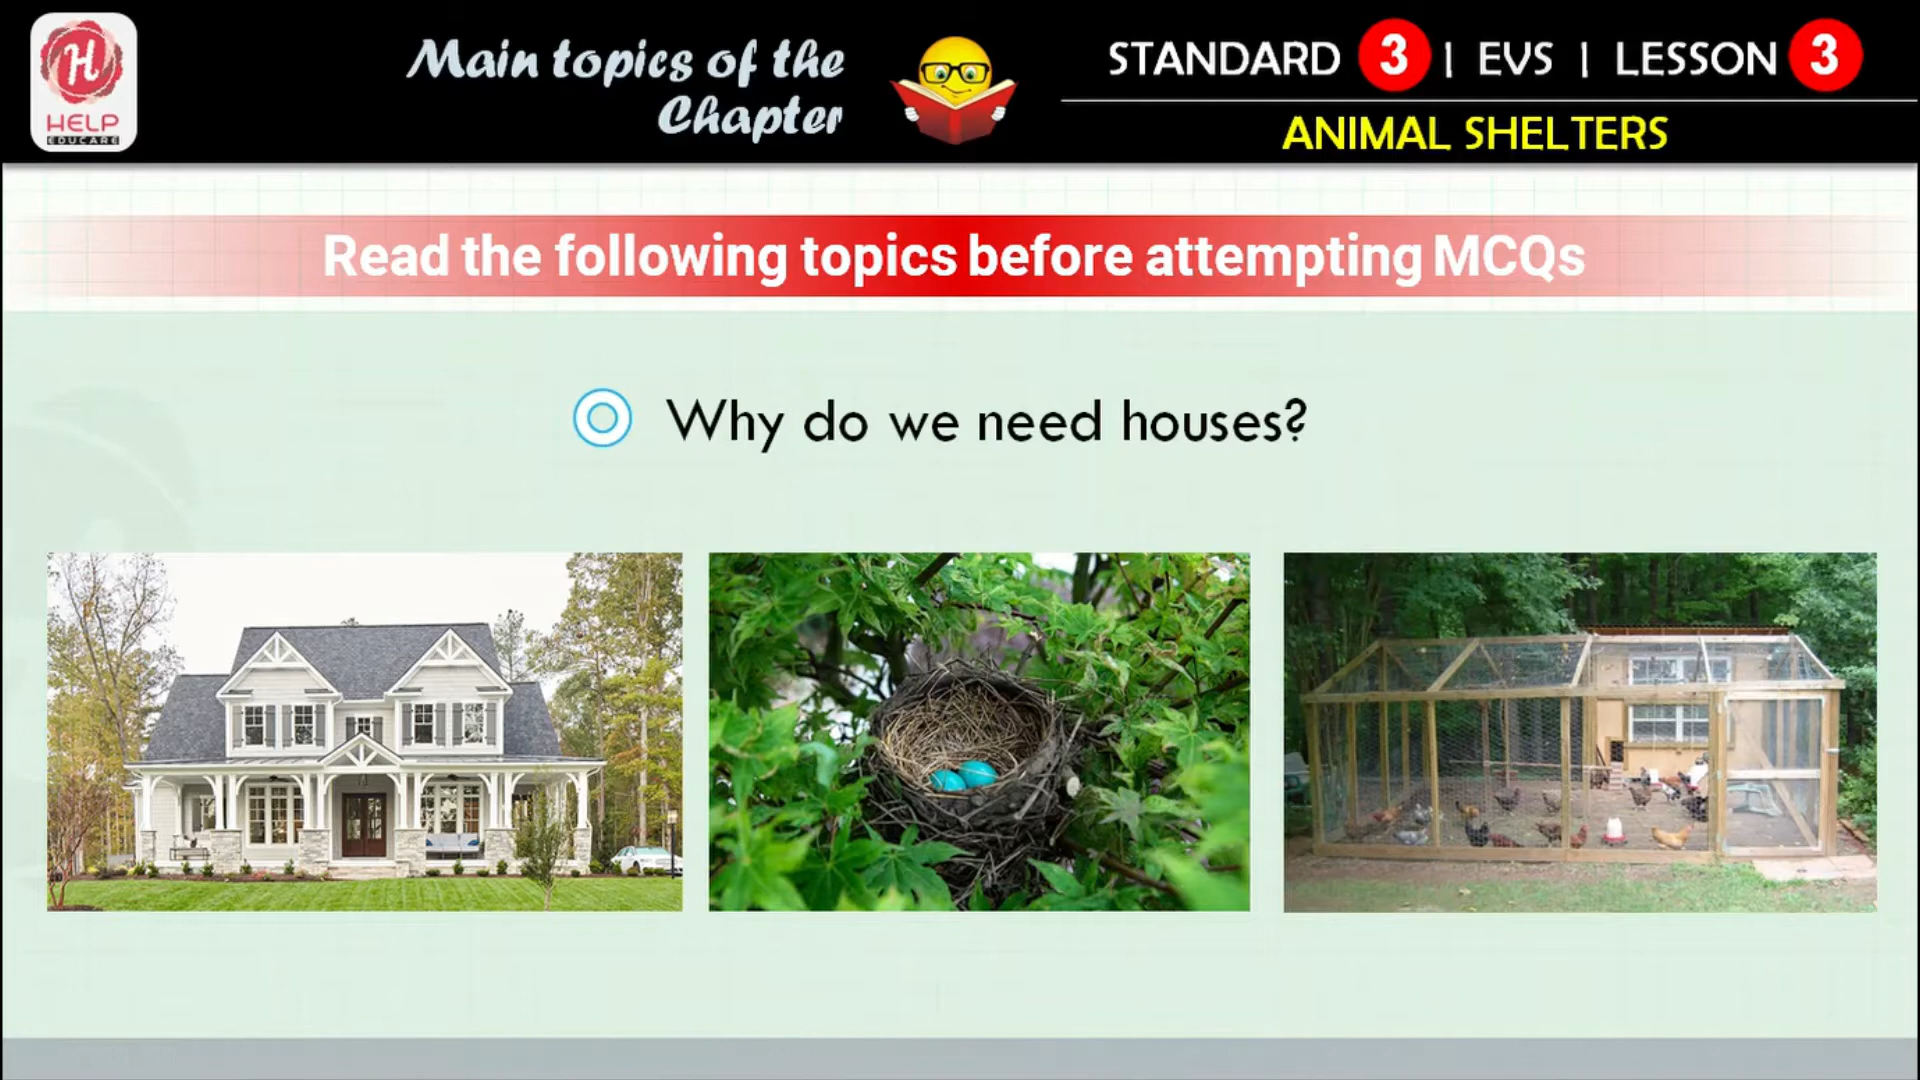 H
HELP
EDUCARE
Main topics of the
Chapter
STANDARD 3 | EVS | LESSON 3
ANIMAL SHELTERS
Read the following topics before attempting MCQs
Why do we need houses?